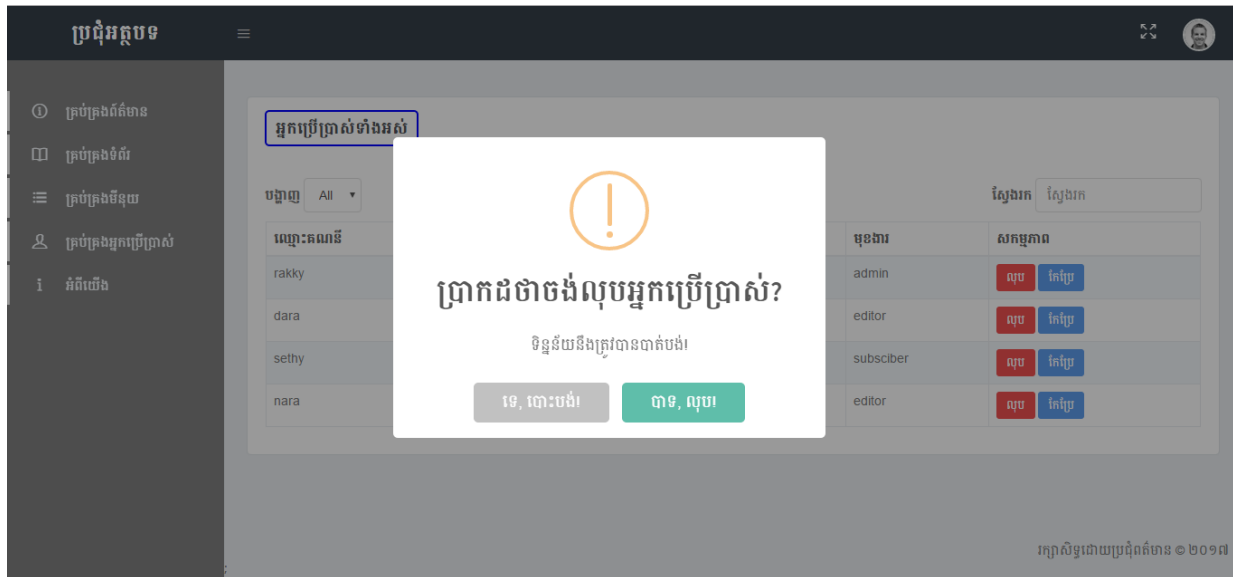 ប្រជុំអត្ថបទ
គ្រប់គ្រងព័ត៌មាន
គ្រប់គ្រងទំព័រ
គ្រប់គ្រងមីនុយ
គ្រប់គ្រងអ្នកប្រើប្រាស់
អំពីយើង
អ្នកប្រើប្រាស់ទាំងអស់
បង្ហាញ All ស្វែងរក ស្វែងរក
ឈ្មោះគណនី មុខងារ សកម្មភាព
rakky admin លុប កែប្រែ
dara editor លុប កែប្រែ
sethy subsciber លុប កែប្រែ
nara editor លុប កែប្រែ
ប្រាកដថាចង់លុបអ្នកប្រើប្រាស់?
ទិន្នន័យនឹងត្រូវបានបាត់បង់!
ទេ, បោះបង់! បាទ, លុប!
រក្សាសិទ្ធដោយប្រជុំពត៌មាន © ២០១៧